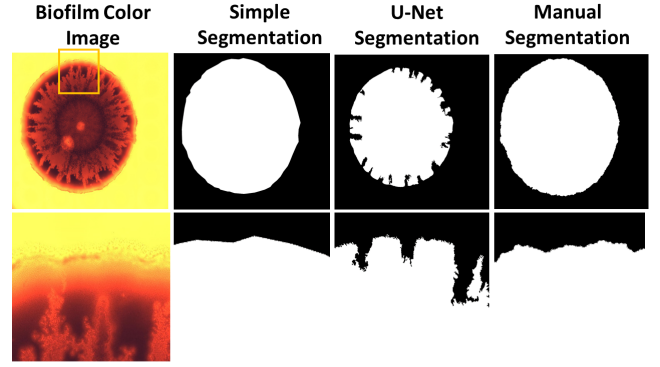 Biofilm Color
Image
Simple
Segmentation
U-Net
Segmentation
Manual
Segmentation